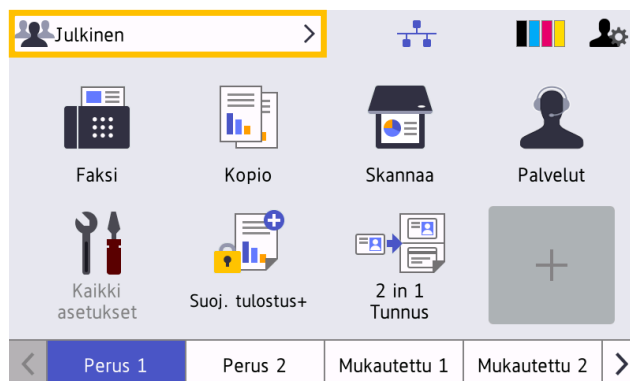 Julkinen
Faksi
Kopio
Skannaa
Palvelut
Kaikki
asetukset
Suoj. tulostus+
2 in 1
Tunnus
Perus 1
Perus 2
Mukautettu 1
Mukautettu 2